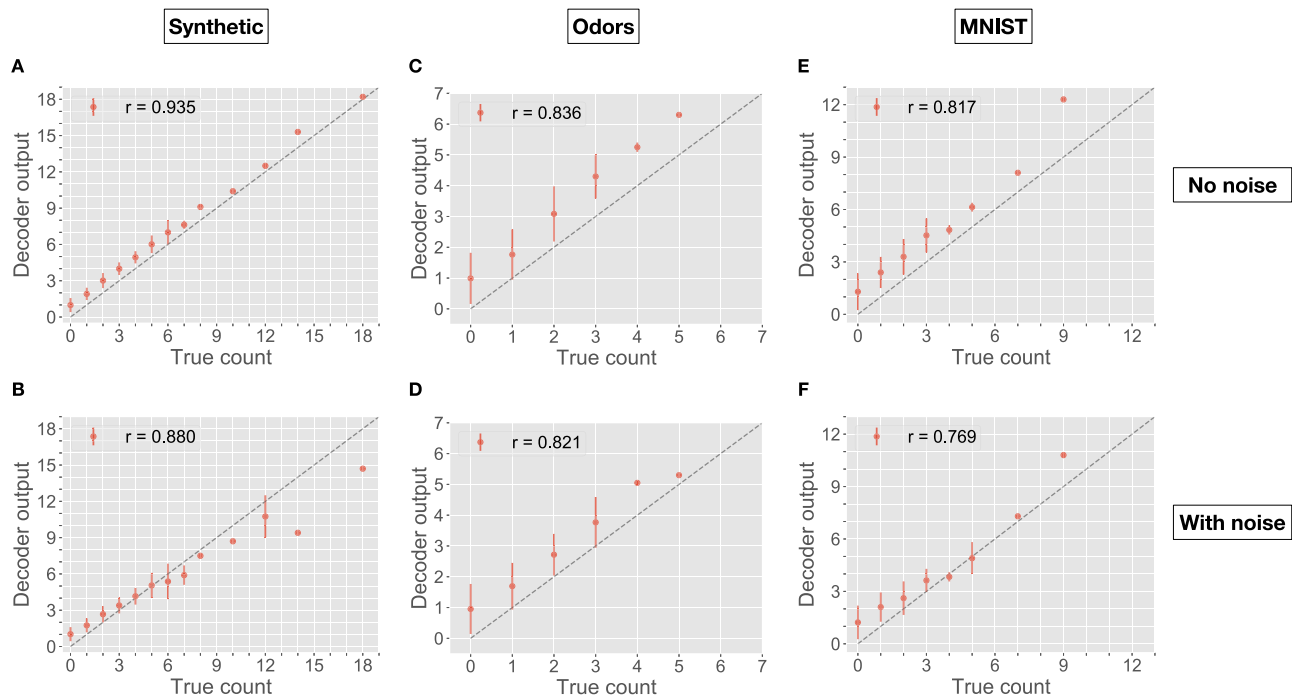 Synthetic
Odors
MNIST
A
18
15
12
9
6
3
0
Decoder output
r = 0.935
0 3 6 9 12 15 18
True count
C
7
6
5
4
3
2
1
0
Decoder output
r = 0.836
0 1 2 3 4 5 6 7
True count
E
12
9
6
3
0
Decoder output
r = 0.817
0 3 6 9 12
True count
No noise
B
18
15
12
9
6
3
0
Decoder output
r = 0.880
0 3 6 9 12 15 18
True count
D
7
6
5
4
3
2
1
0
Decoder output
r = 0.821
0 1 2 3 4 5 6 7
True count
F
12
9
6
3
0
Decoder output
r = 0.769
0 3 6 9 12
True count
With noise